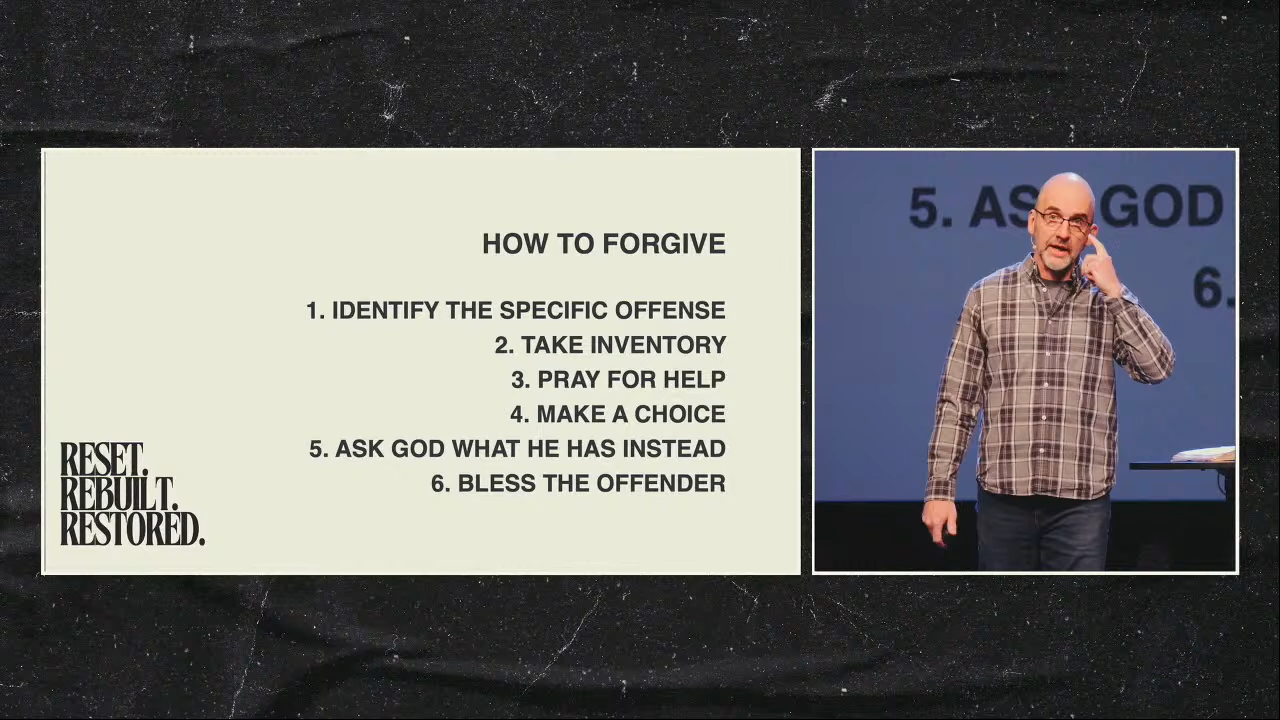 HOW TO FORGIVE
1. IDENTIFY THE SPECIFIC OFFENSE
2. TAKE INVENTORY
3. PRAY FOR HELP
4. MAKE A CHOICE
5. ASK GOD WHAT HE HAS INSTEAD
6. BLESS THE OFFENDER
RESET.
REBUILT.
RESTORED.
5. AS GOD
6.